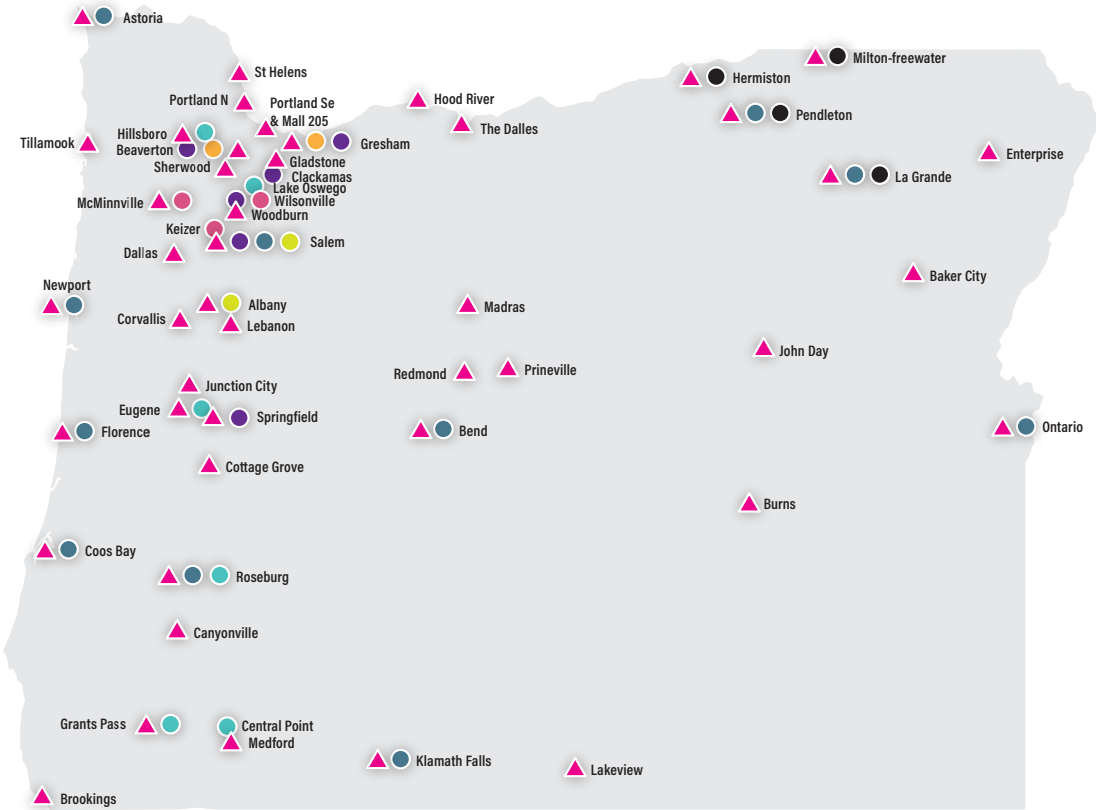 Astoria
St Helens
Milton-freewater
Hermiston
Portland N
Portland Se
& Mall 205
Hood River
Pendleton
The Dalles
Hillsboro
Tillamook
Beaverton
Gresham
Enterprise
Sherwood
Gladstone
Clackamas
La Grande
Lake Oswego
McMinnville
Wilsonville
Woodburn
Keizer
Salem
Dallas
Baker City
Newport
Albany
Madras
Corvallis
Lebanon
John Day
Redmond
Prineville
Junction City
Eugene
Springfield
Florence
Bend
Ontario
Cottage Grove
Burns
Coos Bay
Roseburg
Canyonville
Grants Pass
Central Point
Medford
Klamath Falls
Lakeview
Brookings